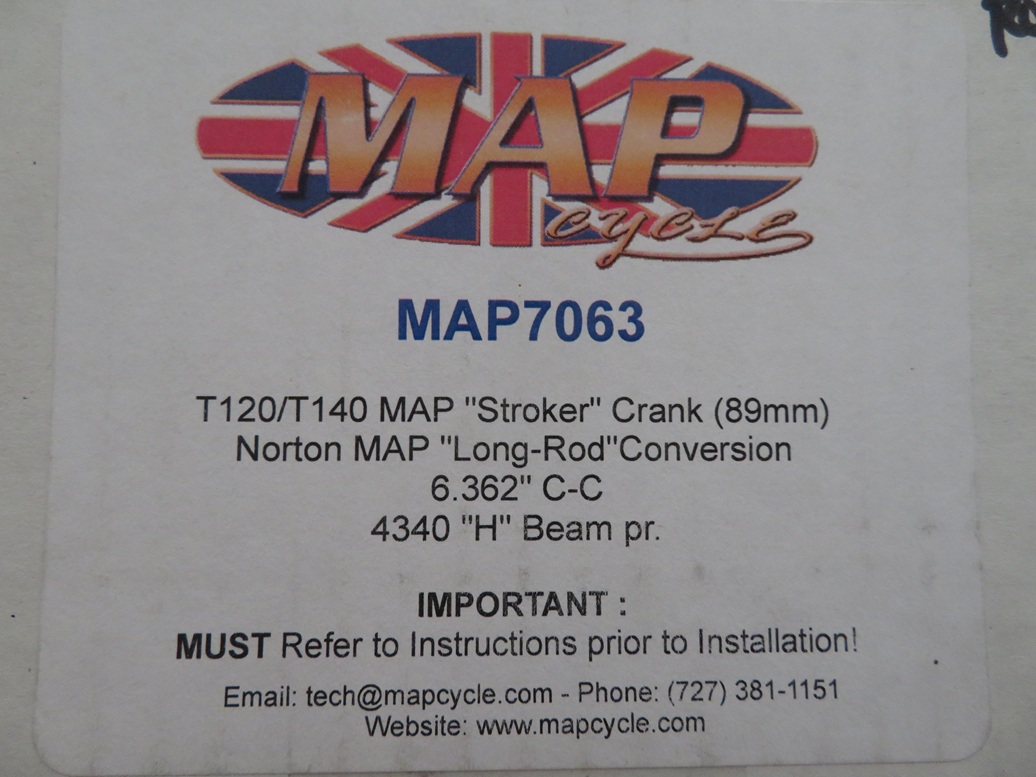 MAP
CYCLE
MAP7063
T120/T140 MAP "Stroker" Crank (89mm)
Norton MAP "Long-Rod"Conversion
6.362" C-C
4340 "H" Beam pr.
IMPORTANT :
MUST Refer to Instructions prior to Installation!
Email: tech@mapcycle.com - Phone: (727) 381-1151
Website: www.mapcycle.com